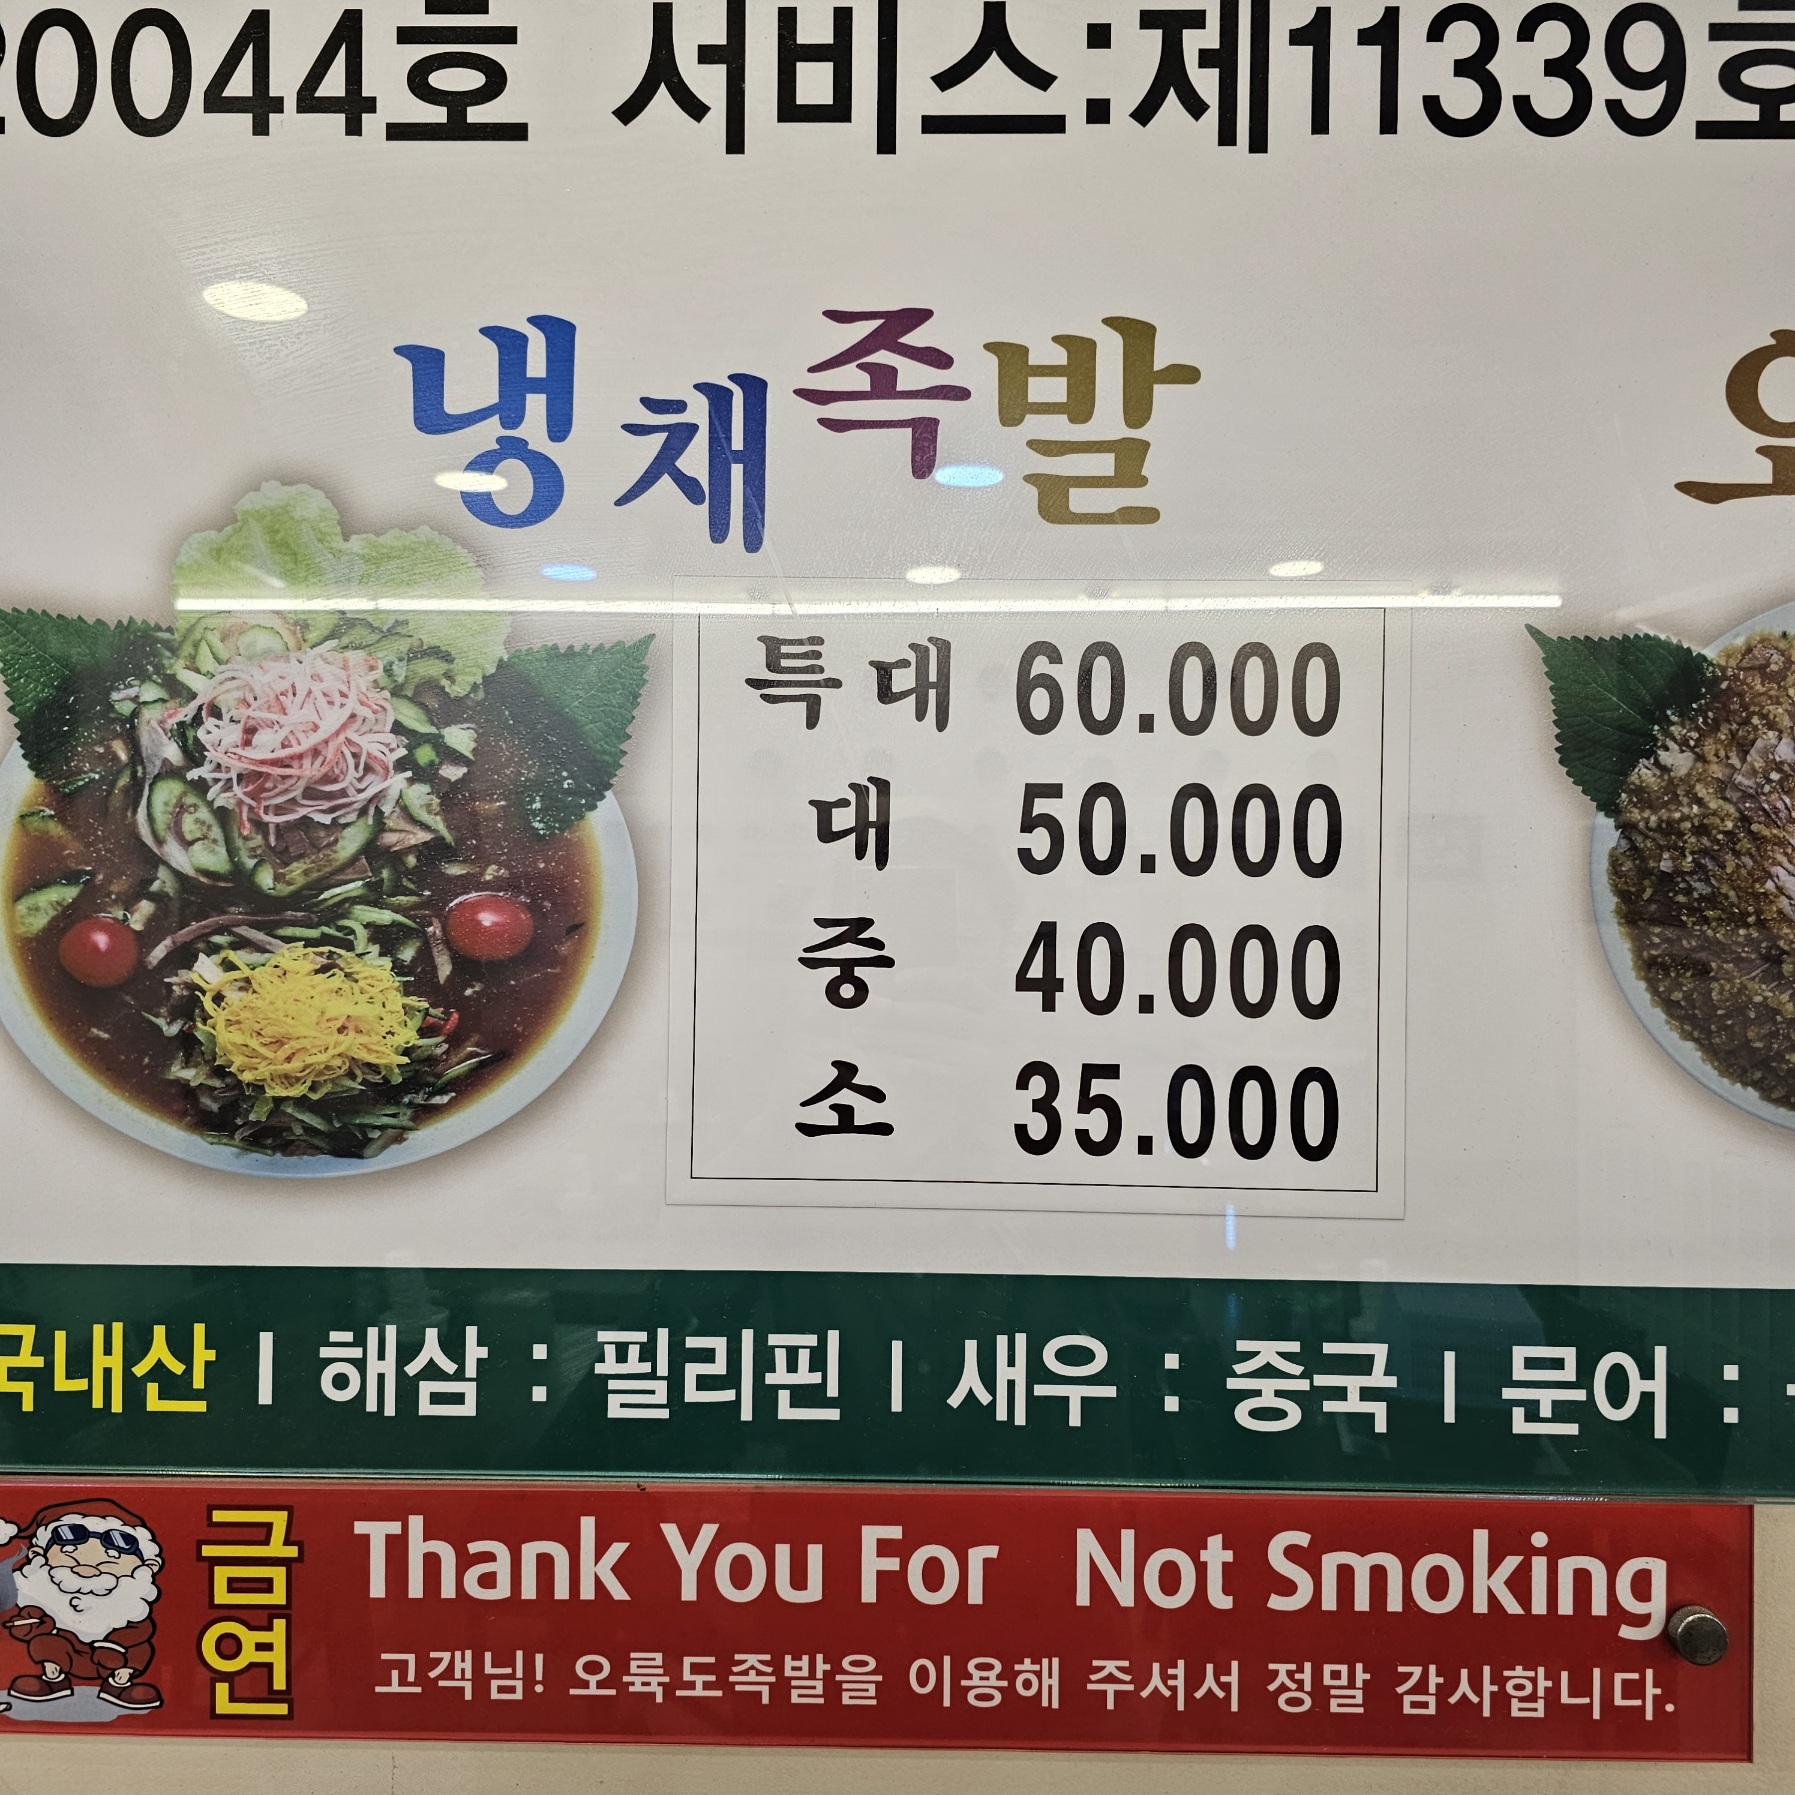 20044호 서비스:제11339호
냉채족발
특대 60.000
대 50.000
중 40.000
소 35.000
국내산 | 해삼 : 필리핀 | 새우 : 중국 | 문어 :
금연
Thank You For Not Smoking
고객님! 오륙도족발을 이용해 주셔서 정말 감사합니다.